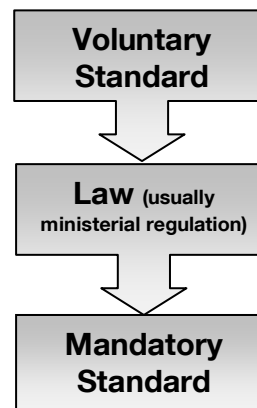 Voluntary
Standard
Law (usually
ministerial regulation)
Mandatory
Standard